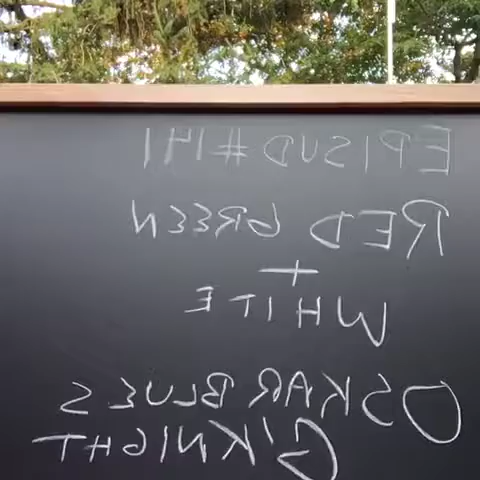 EPISUD #141
RED GREEN
+
WHITE
OSKAR BLUES
G'KNIGHT